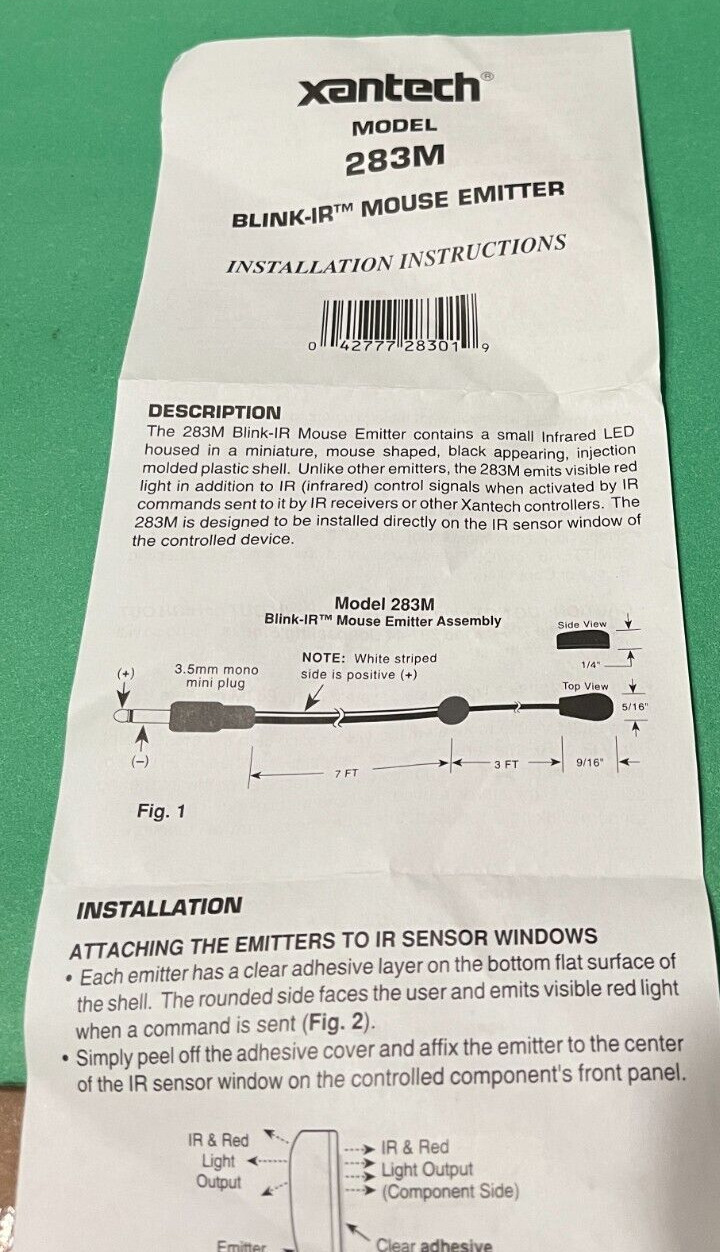 xantech®
MODEL
283M
BLINK-IR™ MOUSE EMITTER
INSTALLATION INSTRUCTIONS
0 42777 28301 9
DESCRIPTION
The 283M Blink-IR Mouse Emitter contains a small Infrared LED
housed in a miniature, mouse shaped, black appearing, injection
molded plastic shell. Unlike other emitters, the 283M emits visible red
light in addition to IR (infrared) control signals when activated by IR
commands sent to it by IR receivers or other Xantech controllers. The
283M is designed to be installed directly on the IR sensor window of
the controlled device.
Model 283M
Blink-IR™ Mouse Emitter Assembly
Side View
1/4"
(+)
3.5mm mono
mini plug
NOTE: White striped
side is positive (+)
Top View
5/16"
(–)
7 FT
3 FT
9/16"
Fig. 1
INSTALLATION
ATTACHING THE EMITTERS TO IR SENSOR WINDOWS
• Each emitter has a clear adhesive layer on the bottom flat surface of
the shell. The rounded side faces the user and emits visible red light
when a command is sent (Fig. 2).
• Simply peel off the adhesive cover and affix the emitter to the center
of the IR sensor window on the controlled component's front panel.
IR & Red
Light
Output
IR & Red
Light Output
(Component Side)
Emitter
Clear adhesive